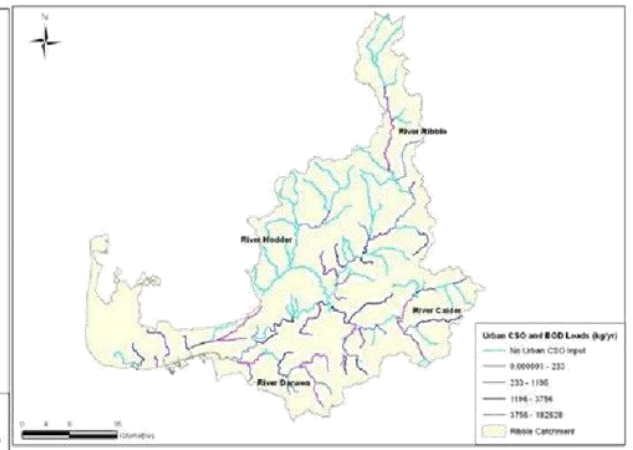 N
River Ribble
River Hodder
River Calder
River Darwen
Urban CSO and BOD Loads (kg/yr)
No Urban CSO Input
0.000001 - 233
233 - 1196
1196 - 3756
3756 - 182628
Ribble Catchment
Kilometres